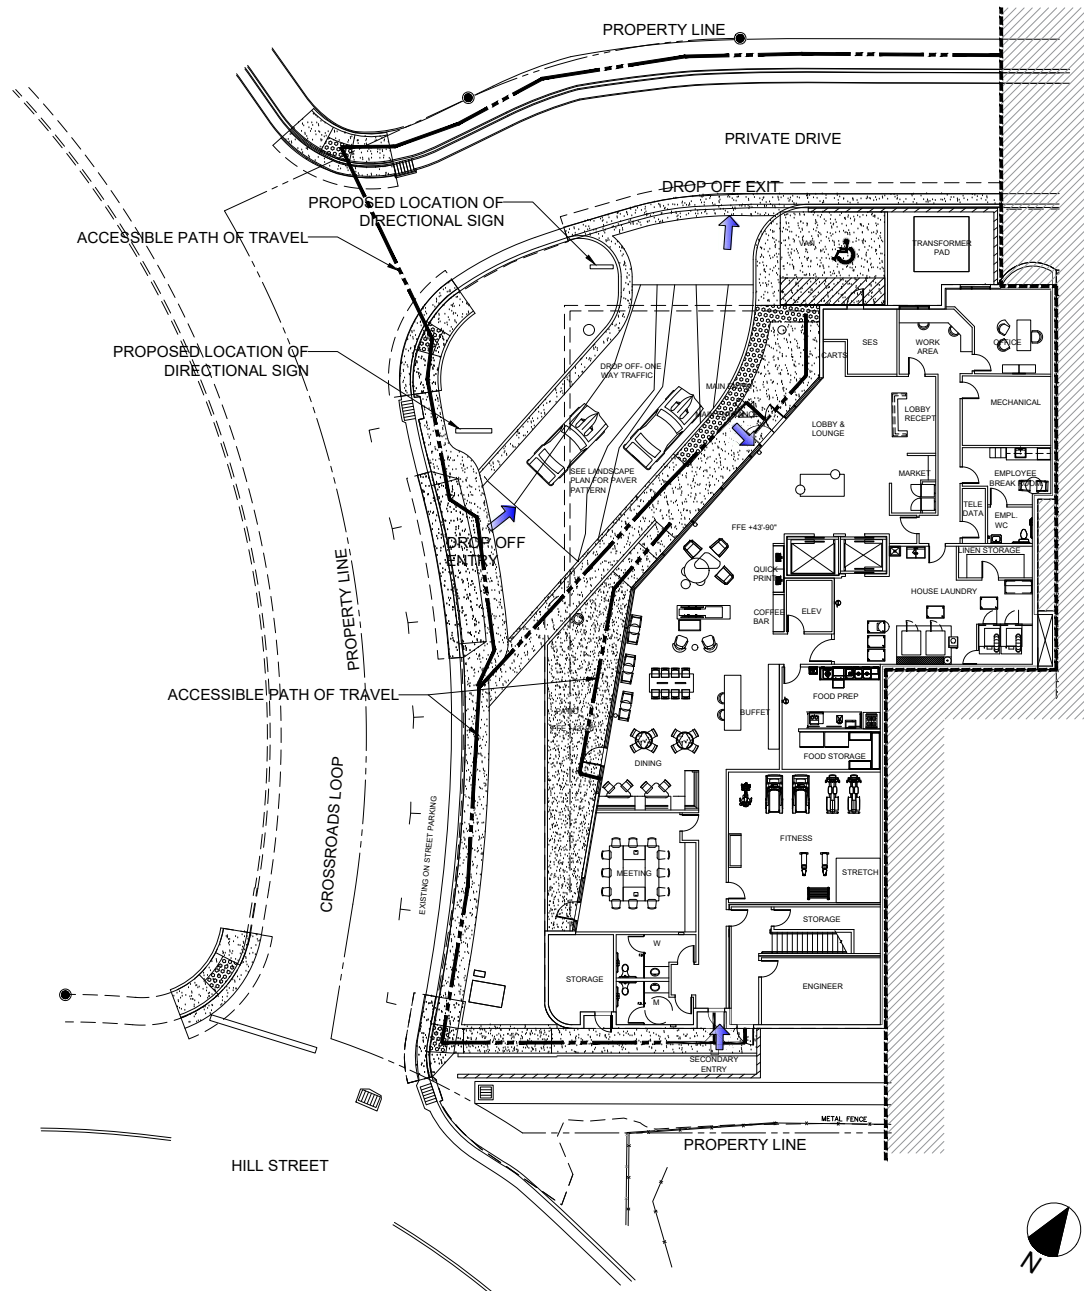 PROPERTY LINE
PRIVATE DRIVE
DROP OFF EXIT
PROPOSED LOCATION OF
DIRECTIONAL SIGN
ACCESSIBLE PATH OF TRAVEL
VAN
TRANSFORMER
PAD
PROPOSED LOCATION OF
DIRECTIONAL SIGN
SES
WORK
AREA
OFFICE
CARTS
DROP OFF- ONE
WAY TRAFFIC
MECHANICAL
LOBBY
RECEPT
LOBBY &
LOUNGE
MARKET
EMPLOYEE
BREAK ROOM
SEE LANDSCAPE
PLAN FOR PAVER
PATTERN
TELE
DATA
EMPL.
WC
FFE +43'-90"
DROP OFF
ENTRY
LINEN STORAGE
QUICK
PRINT
HOUSE LAUNDRY
COFFEE
BAR
ELEV
PROPERTY LINE
ACCESSIBLE PATH OF TRAVEL
FOOD PREP
BUFFET
FOOD STORAGE
DINING
CROSSROADS LOOP
EXISTING ON STREET PARKING
FITNESS
MEETING
STRETCH
STORAGE
W
STORAGE
ENGINEER
M
SECONDARY
ENTRY
METAL FENCE
PROPERTY LINE
HILL STREET
N